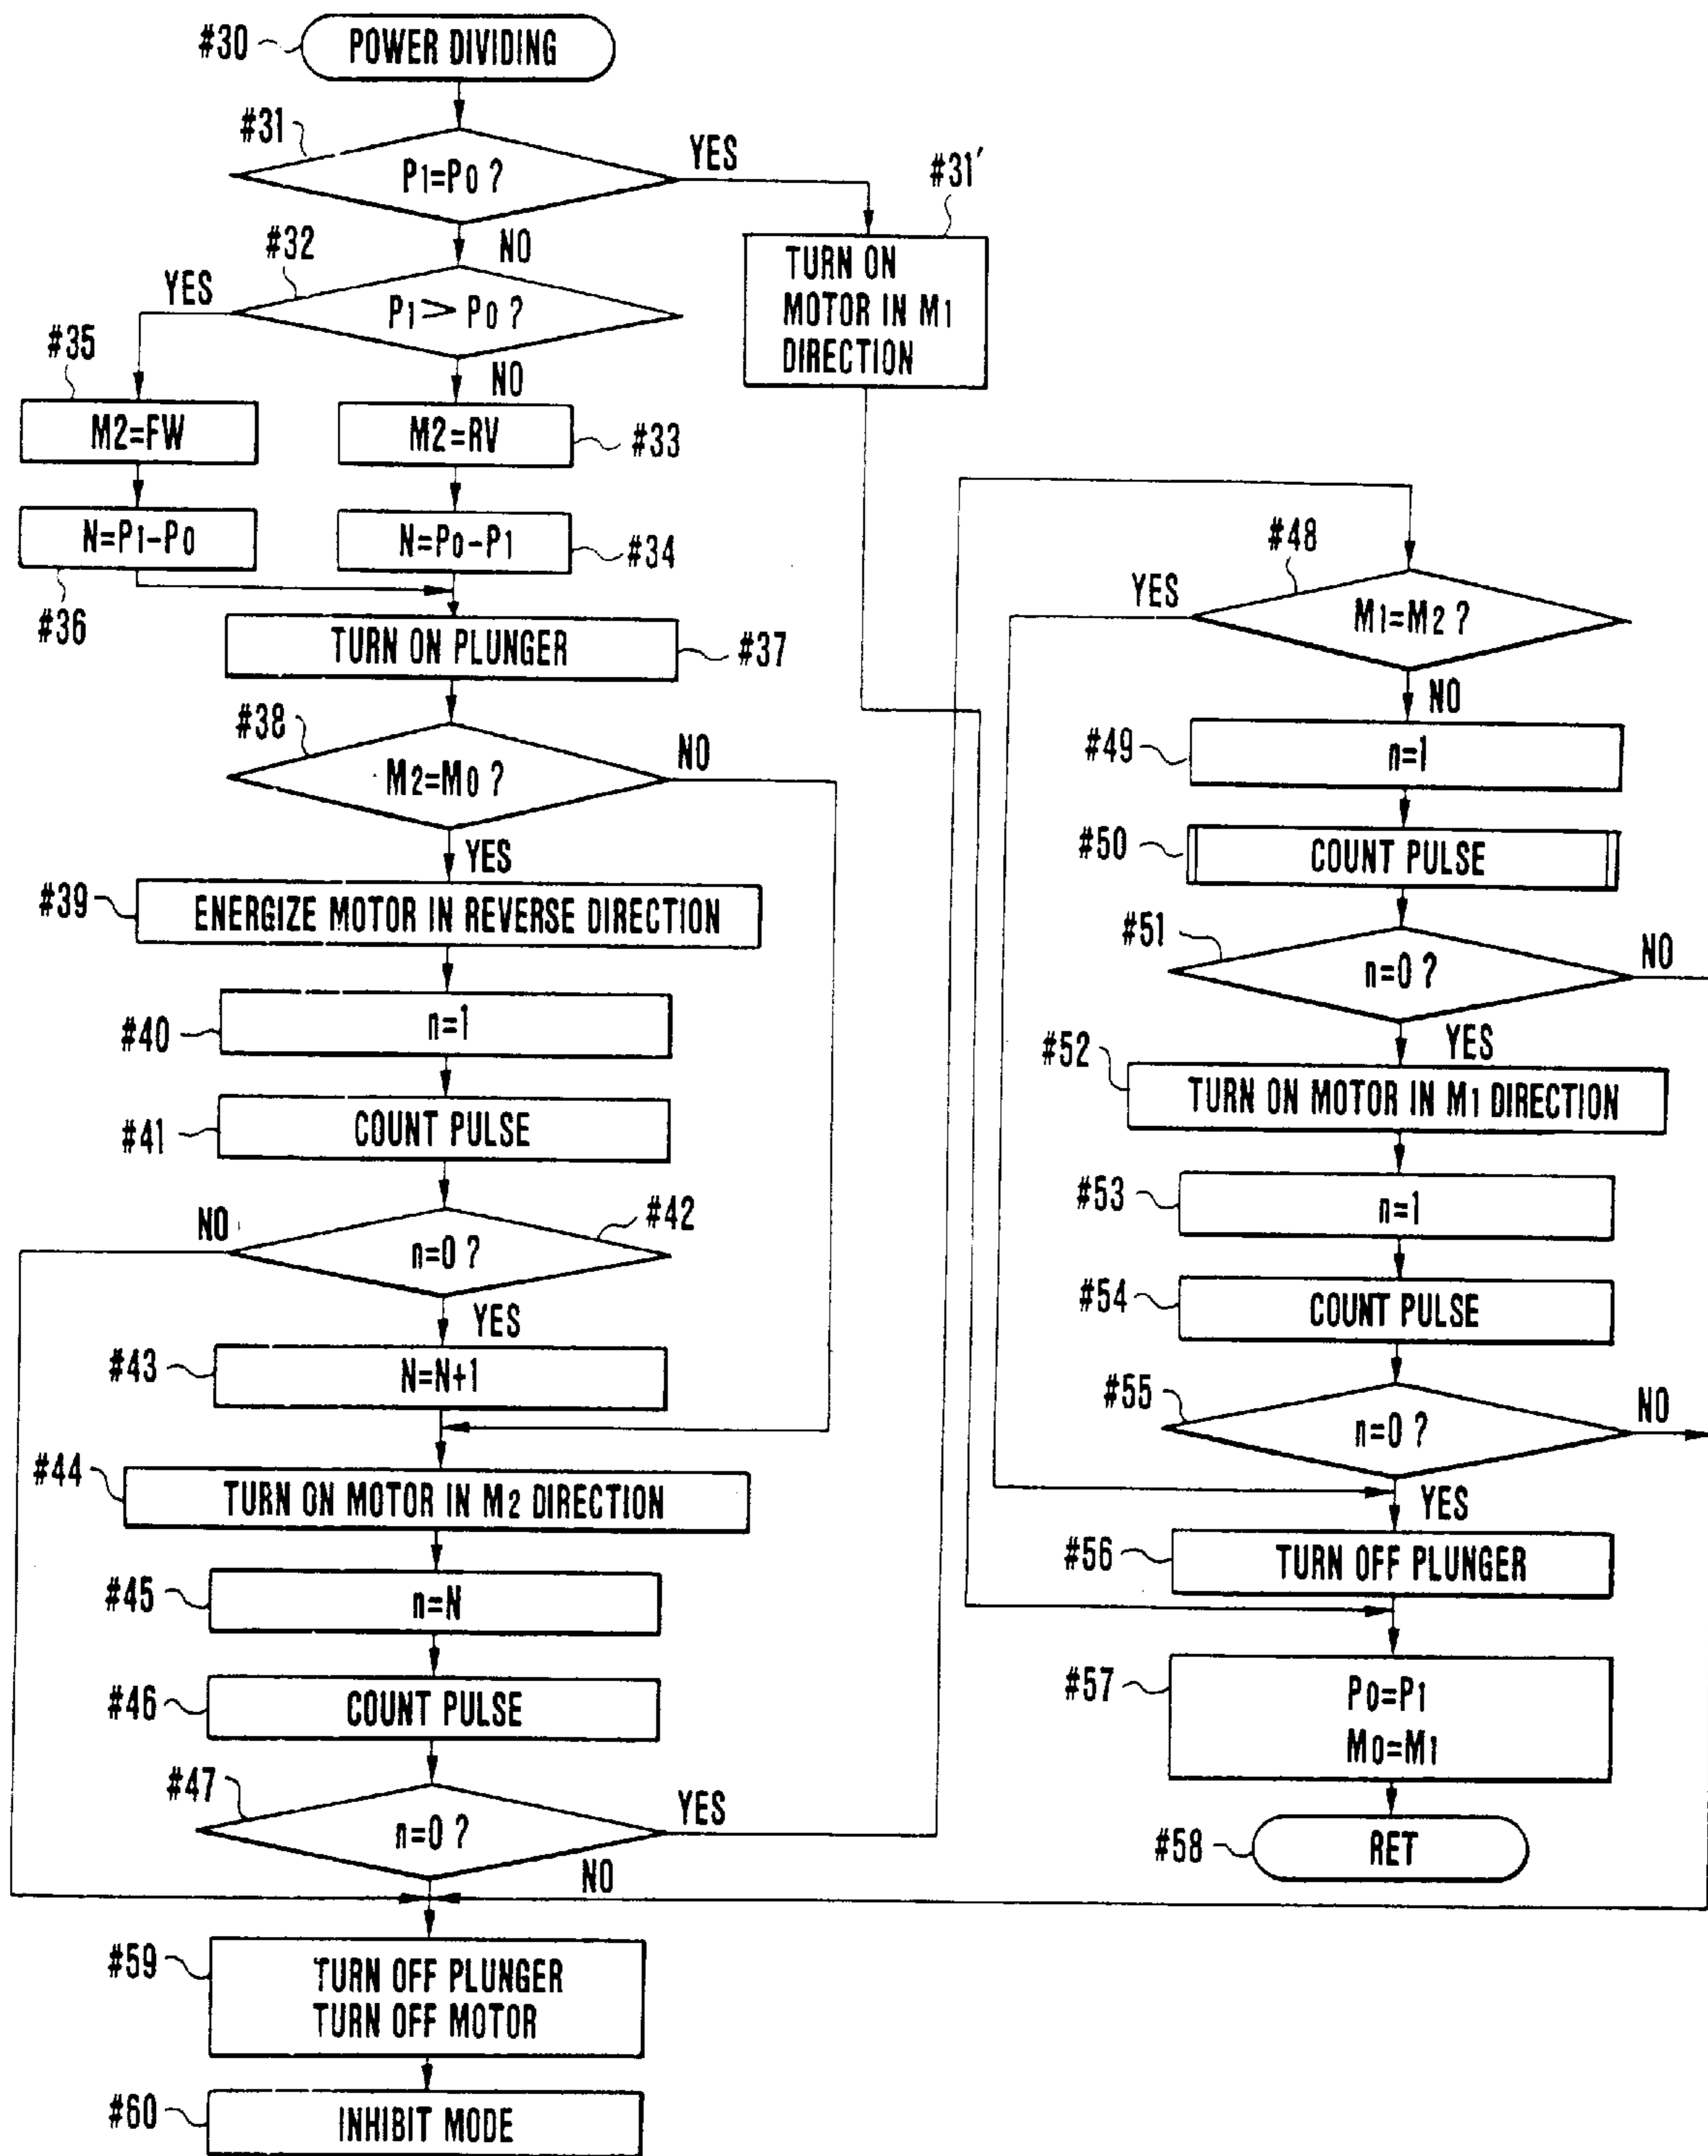 #30
POWER DIVIDING
#31
P1=P0 ?
YES
NO
#31'
TURN ON
MOTOR IN M1
DIRECTION
#32
P1 > P0 ?
YES
NO
#35
M2=FW
M2=RV
#33
N=P1-P0
#36
N=P0-P1
#34
TURN ON PLUNGER
#37
#38
M2=M0 ?
NO
YES
#39
ENERGIZE MOTOR IN REVERSE DIRECTION
#40
n=1
#41
COUNT PULSE
#42
n=0 ?
NO
YES
#43
N=N+1
#44
TURN ON MOTOR IN M2 DIRECTION
#45
n=N
#46
COUNT PULSE
#47
n=0 ?
YES
NO
#48
M1=M2 ?
YES
NO
#49
n=1
#50
COUNT PULSE
#51
n=0 ?
NO
YES
#52
TURN ON MOTOR IN M1 DIRECTION
#53
n=1
#54
COUNT PULSE
#55
n=0 ?
NO
YES
#56
TURN OFF PLUNGER
#57
P0=P1
M0=M1
#58
RET
#59
TURN OFF PLUNGER
TURN OFF MOTOR
#60
INHIBIT MODE